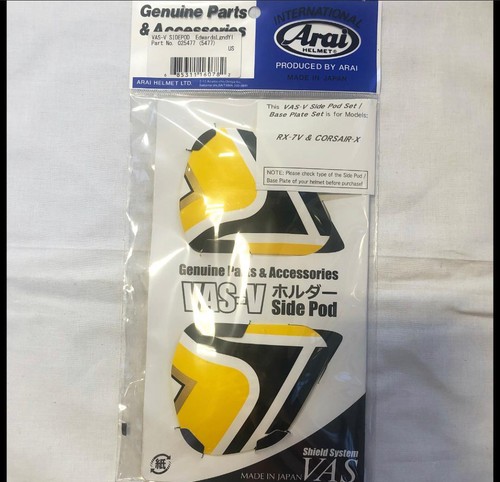 Genuine Parts
& Accessories
VAS-V SIDEPOD EdwardsLendYl
Part No. 035477 (5477)
US
ARAI HELMET LTD.
INTERNATIONAL
Arai
HELMET
PRODUCED BY ARAI
MADE IN JAPAN
This VAS-V Side Pod Set /
Base Plate Set is for Models:
RX-7V & CORSAIR-X
NOTE: Please check type of the Side Pod /
Base Plate of your helmet before purchase!
Genuine Parts & Accessories
VAS-V ホルダー
Side Pod
紙
Shield System
MADE IN JAPAN VAS